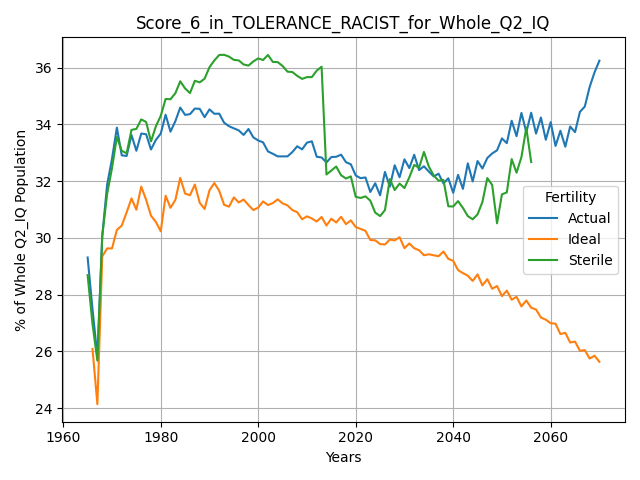 Score_6_in_TOLERANCE_RACIST_for_Whole_Q2_IQ
% of Whole Q2_IQ Population
36
34
32
30
28
26
24
Fertility
Actual
Ideal
Sterile
1960 1980 2000 2020 2040 2060
Years